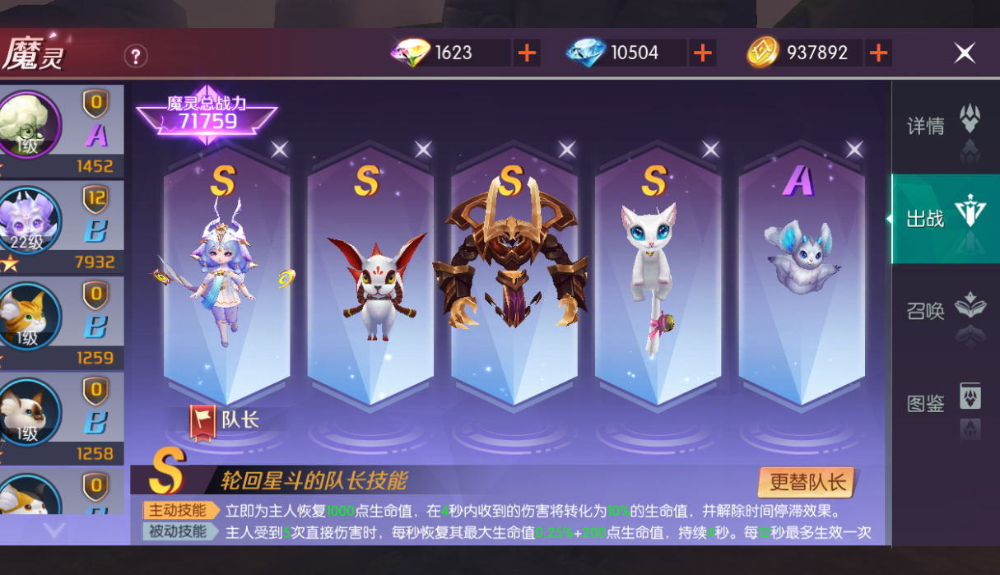 魔灵
?
1623
10504
937892
0
A
1级
1452
12
B
22级
7932
0
B
1级
1259
0
B
1级
1258
0
魔灵总战力
71759
S
S
S
S
A
队长
详情
出战
召唤
图鉴
S
轮回星斗的队长技能
更替队长
主动技能 立即为主人恢复1000点生命值，在4秒内收到的伤害将转化为10%的生命值，并解除时间停滞效果。
被动技能 主人受到5次直接伤害时，每秒恢复其最大生命值0.25%+200点生命值，持续4秒。每12秒最多生效一次